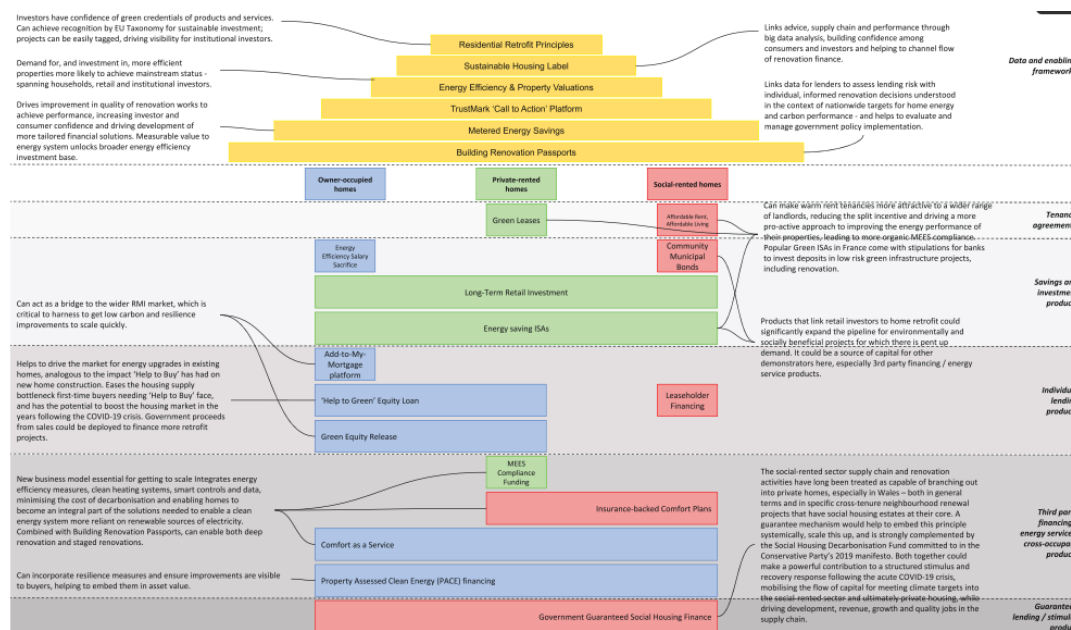 Investors have confidence of green credentials of products and services.
Can achieve recognition by EU Taxonomy for sustainable investment;
projects can be easily tagged, driving visibility for institutional investors.
Demand for, and investment in, more efficient
properties more likely to achieve mainstream status -
spanning households, retail and institutional investors.
Drives improvement in quality of renovation works to
achieve performance, increasing investor and
consumer confidence and driving development of
more tailored financial solutions. Measurable value to
energy system unlocks broader energy efficiency
investment base.
Residential Retrofit Principles
Sustainable Housing Label
Energy Efficiency & Property Valuations
TrustMark 'Call to Action' Platform
Metered Energy Savings
Building Renovation Passports
Links advice, supply chain and performance through
big data analysis, building confidence among
consumers and investors and helping to channel flow
of renovation finance.
Links data for lenders to assess lending risk with
individual, informed renovation decisions understood
in the context of nationwide targets for home energy
and carbon performance - and helps to evaluate and
manage government policy implementation.
Data and enablin
framework
Owner-occupied
homes
Private-rented
homes
Social-rented homes
Green Leases
Affordable Rent,
Affordable Living
Can make warm rent tenancies more attractive to a wider range
of landlords, reducing the split incentive and driving a more
pro-active approach to improving the energy performance of
their properties, leading to more organic MEES compliance.
Popular Green ISAs in France come with stipulations for banks
to invest deposits in low risk green infrastructure projects,
including renovation.
Tenanc
agreemen
Energy
Efficiency Salary
Sacrifice
Community
Municipal
Bonds
Long-Term Retail Investment
Energy saving ISAs
Savings an
investmen
produc
Can act as a bridge to the wider RMI market, which is
critical to harness to get low carbon and resilience
improvements to scale quickly.
Products that link retail investors to home retrofit could
significantly expand the pipeline for environmentally and
socially beneficial projects for which there is pent up
demand. It could be a source of capital for other
demonstrators here, especially 3rd party financing / energy
service products.
Helps to drive the market for energy upgrades in existing
homes, analogous to the impact 'Help to Buy' has had on
new home construction. Eases the housing supply
bottleneck first-time buyers needing 'Help to Buy' face,
and has the potential to boost the housing market in the
years following the COVID-19 crisis. Government proceeds
from sales could be deployed to finance more retrofit
projects.
Add-to-My-
Mortgage
platform
'Help to Green' Equity Loan
Leaseholder
Financing
Green Equity Release
Individu
lendin
produc
New business model essential for getting to scale Integrates energy
efficiency measures, clean heating systems, smart controls and data,
minimising the cost of decarbonisation and enabling homes to
become an integral part of the solutions needed to enable a clean
energy system more reliant on renewable sources of electricity.
Combined with Building Renovation Passports, can enable both deep
renovation and staged renovations.
Can incorporate resilience measures and ensure improvements are visible
to buyers, helping to embed them in asset value.
MEES
Compliance
Funding
Insurance-backed Comfort Plans
Comfort as a Service
Property Assessed Clean Energy (PACE) financing
Government Guaranteed Social Housing Finance
The social-rented sector supply chain and renovation
activities have long been treated as capable of branching out
into private homes, especially in Wales – both in general
terms and in specific cross-tenure neighbourhood renewal
projects that have social housing estates at their core. A
guarantee mechanism would help to embed this principle
systemically, scale this up, and is strongly complemented by
the Social Housing Decarbonisation Fund committed to in the
Conservative Party's 2019 manifesto. Both together could
make a powerful contribution to a structured stimulus and
recovery response following the acute COVID-19 crisis,
mobilising the flow of capital for meeting climate targets into
the social-rented sector and ultimately private housing, while
driving development, revenue, growth and quality jobs in the
supply chain.
Third par
financing
energy service
cross-occupan
produc
Guarante
lending / stimul
produ